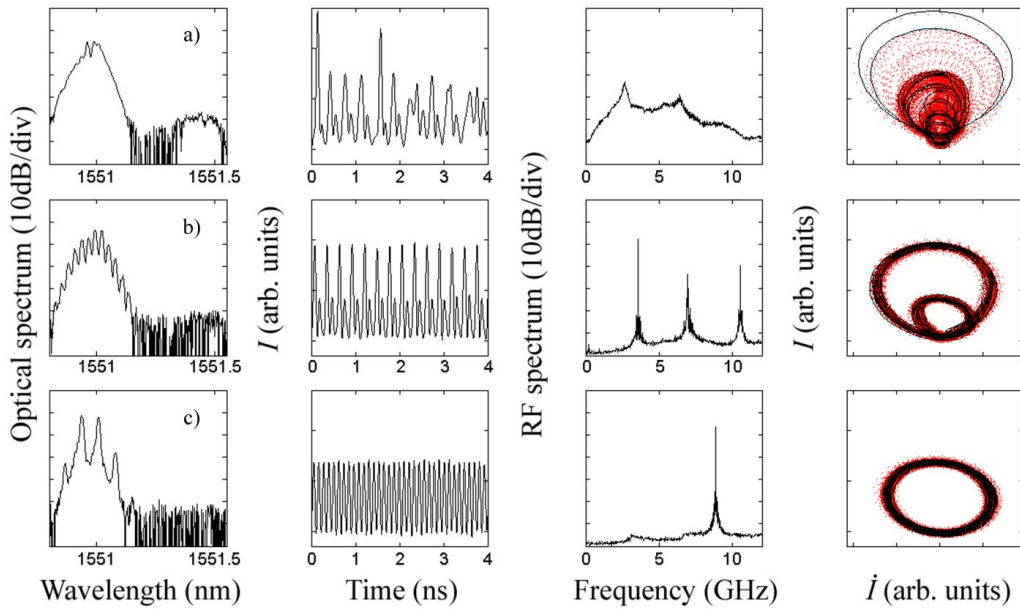 Optical spectrum (10dB/div)
I (arb. units)
RF spectrum (10dB/div)
I (arb. units)
a)
1551 1551.5
0 1 2 3 4
0 5 10
b)
1551 1551.5
0 1 2 3 4
0 5 10
c)
1551 1551.5
0 1 2 3 4
0 5 10
Wavelength (nm)
Time (ns)
Frequency (GHz)
İ (arb. units)